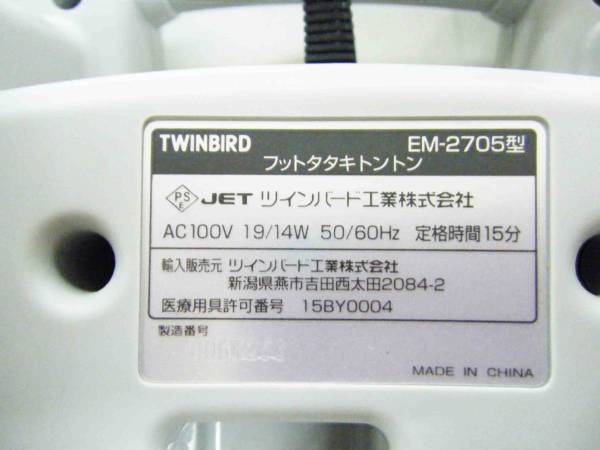 TWINBIRD EM-2705型
フットタタキトントン
PS E JET ツインバード工業株式会社
AC100V 19/14W 50/60Hz 定格時間15分
輸入販売元 ツインバード工業株式会社
新潟県燕市吉田西太田2084-2
医療用具許可番号 15BY0004
製造番号
MADE IN CHINA